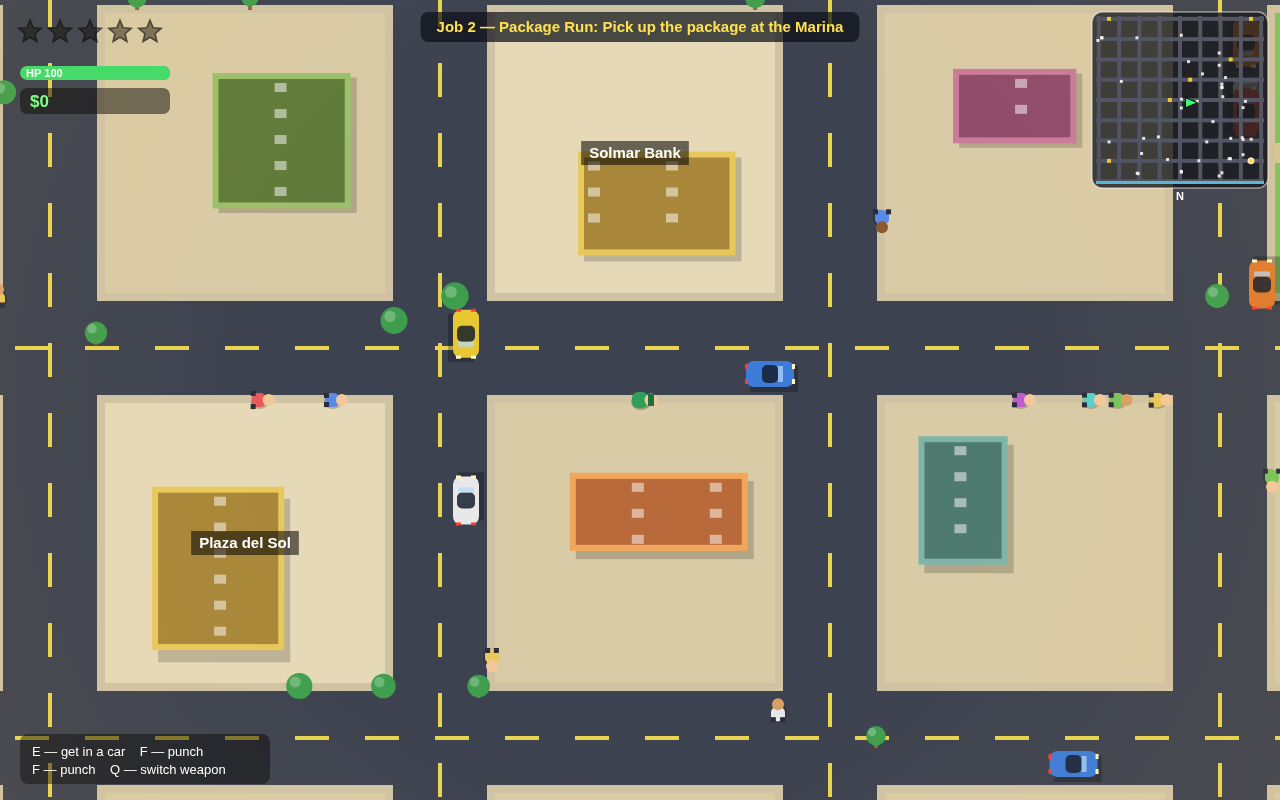 Job 2 — Package Run: Pick up the package at the Marina
HP 100
$0
Solmar Bank
N
Plaza del Sol
E — get in a car F — punch
F — punch Q — switch weapon